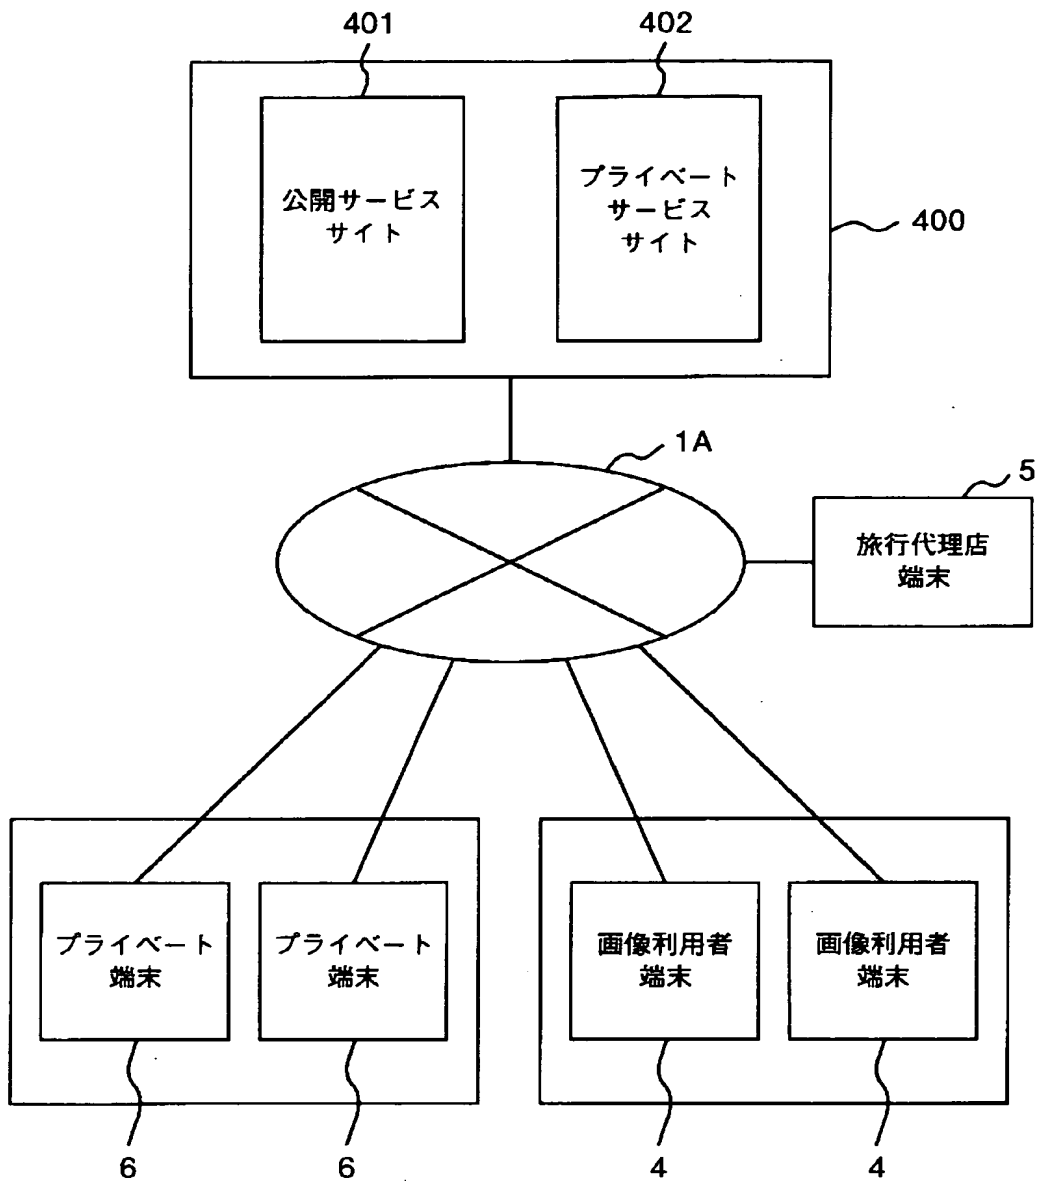 401
402
公開サービス
サイト
プライベート
サービス
サイト
400
1A
5
旅行代理店
端末
プライベート
端末
プライベート
端末
画像利用者
端末
画像利用者
端末
6
6
4
4